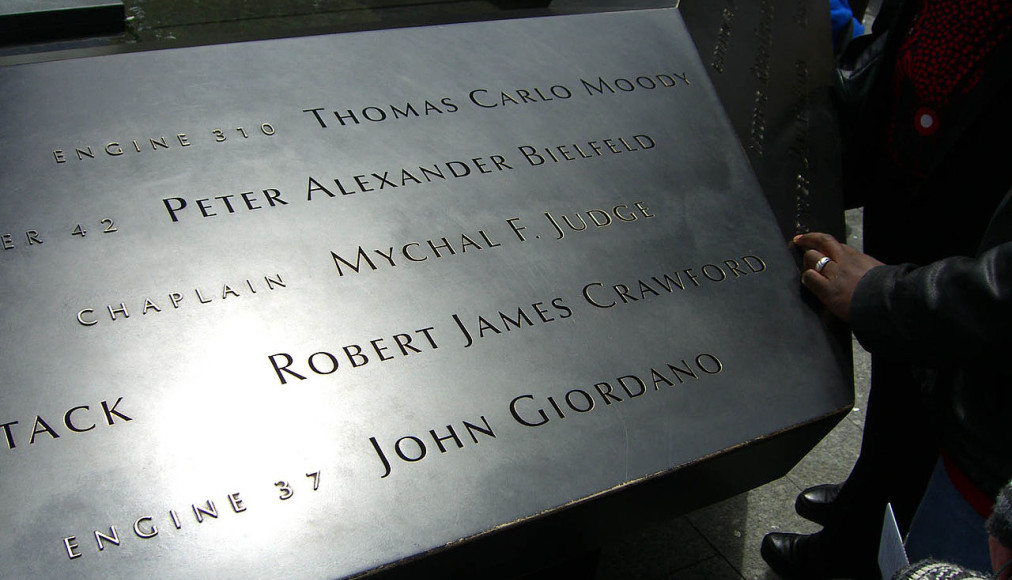 ENGINE 310
THOMAS CARLO MOODY
ER 42
PETER ALEXANDER BIELFELD
CHAPLAIN
MYCHAL F. JUDGE
ROBERT JAMES CRAWFORD
TACK
ENGINE 37
JOHN GIORDANO